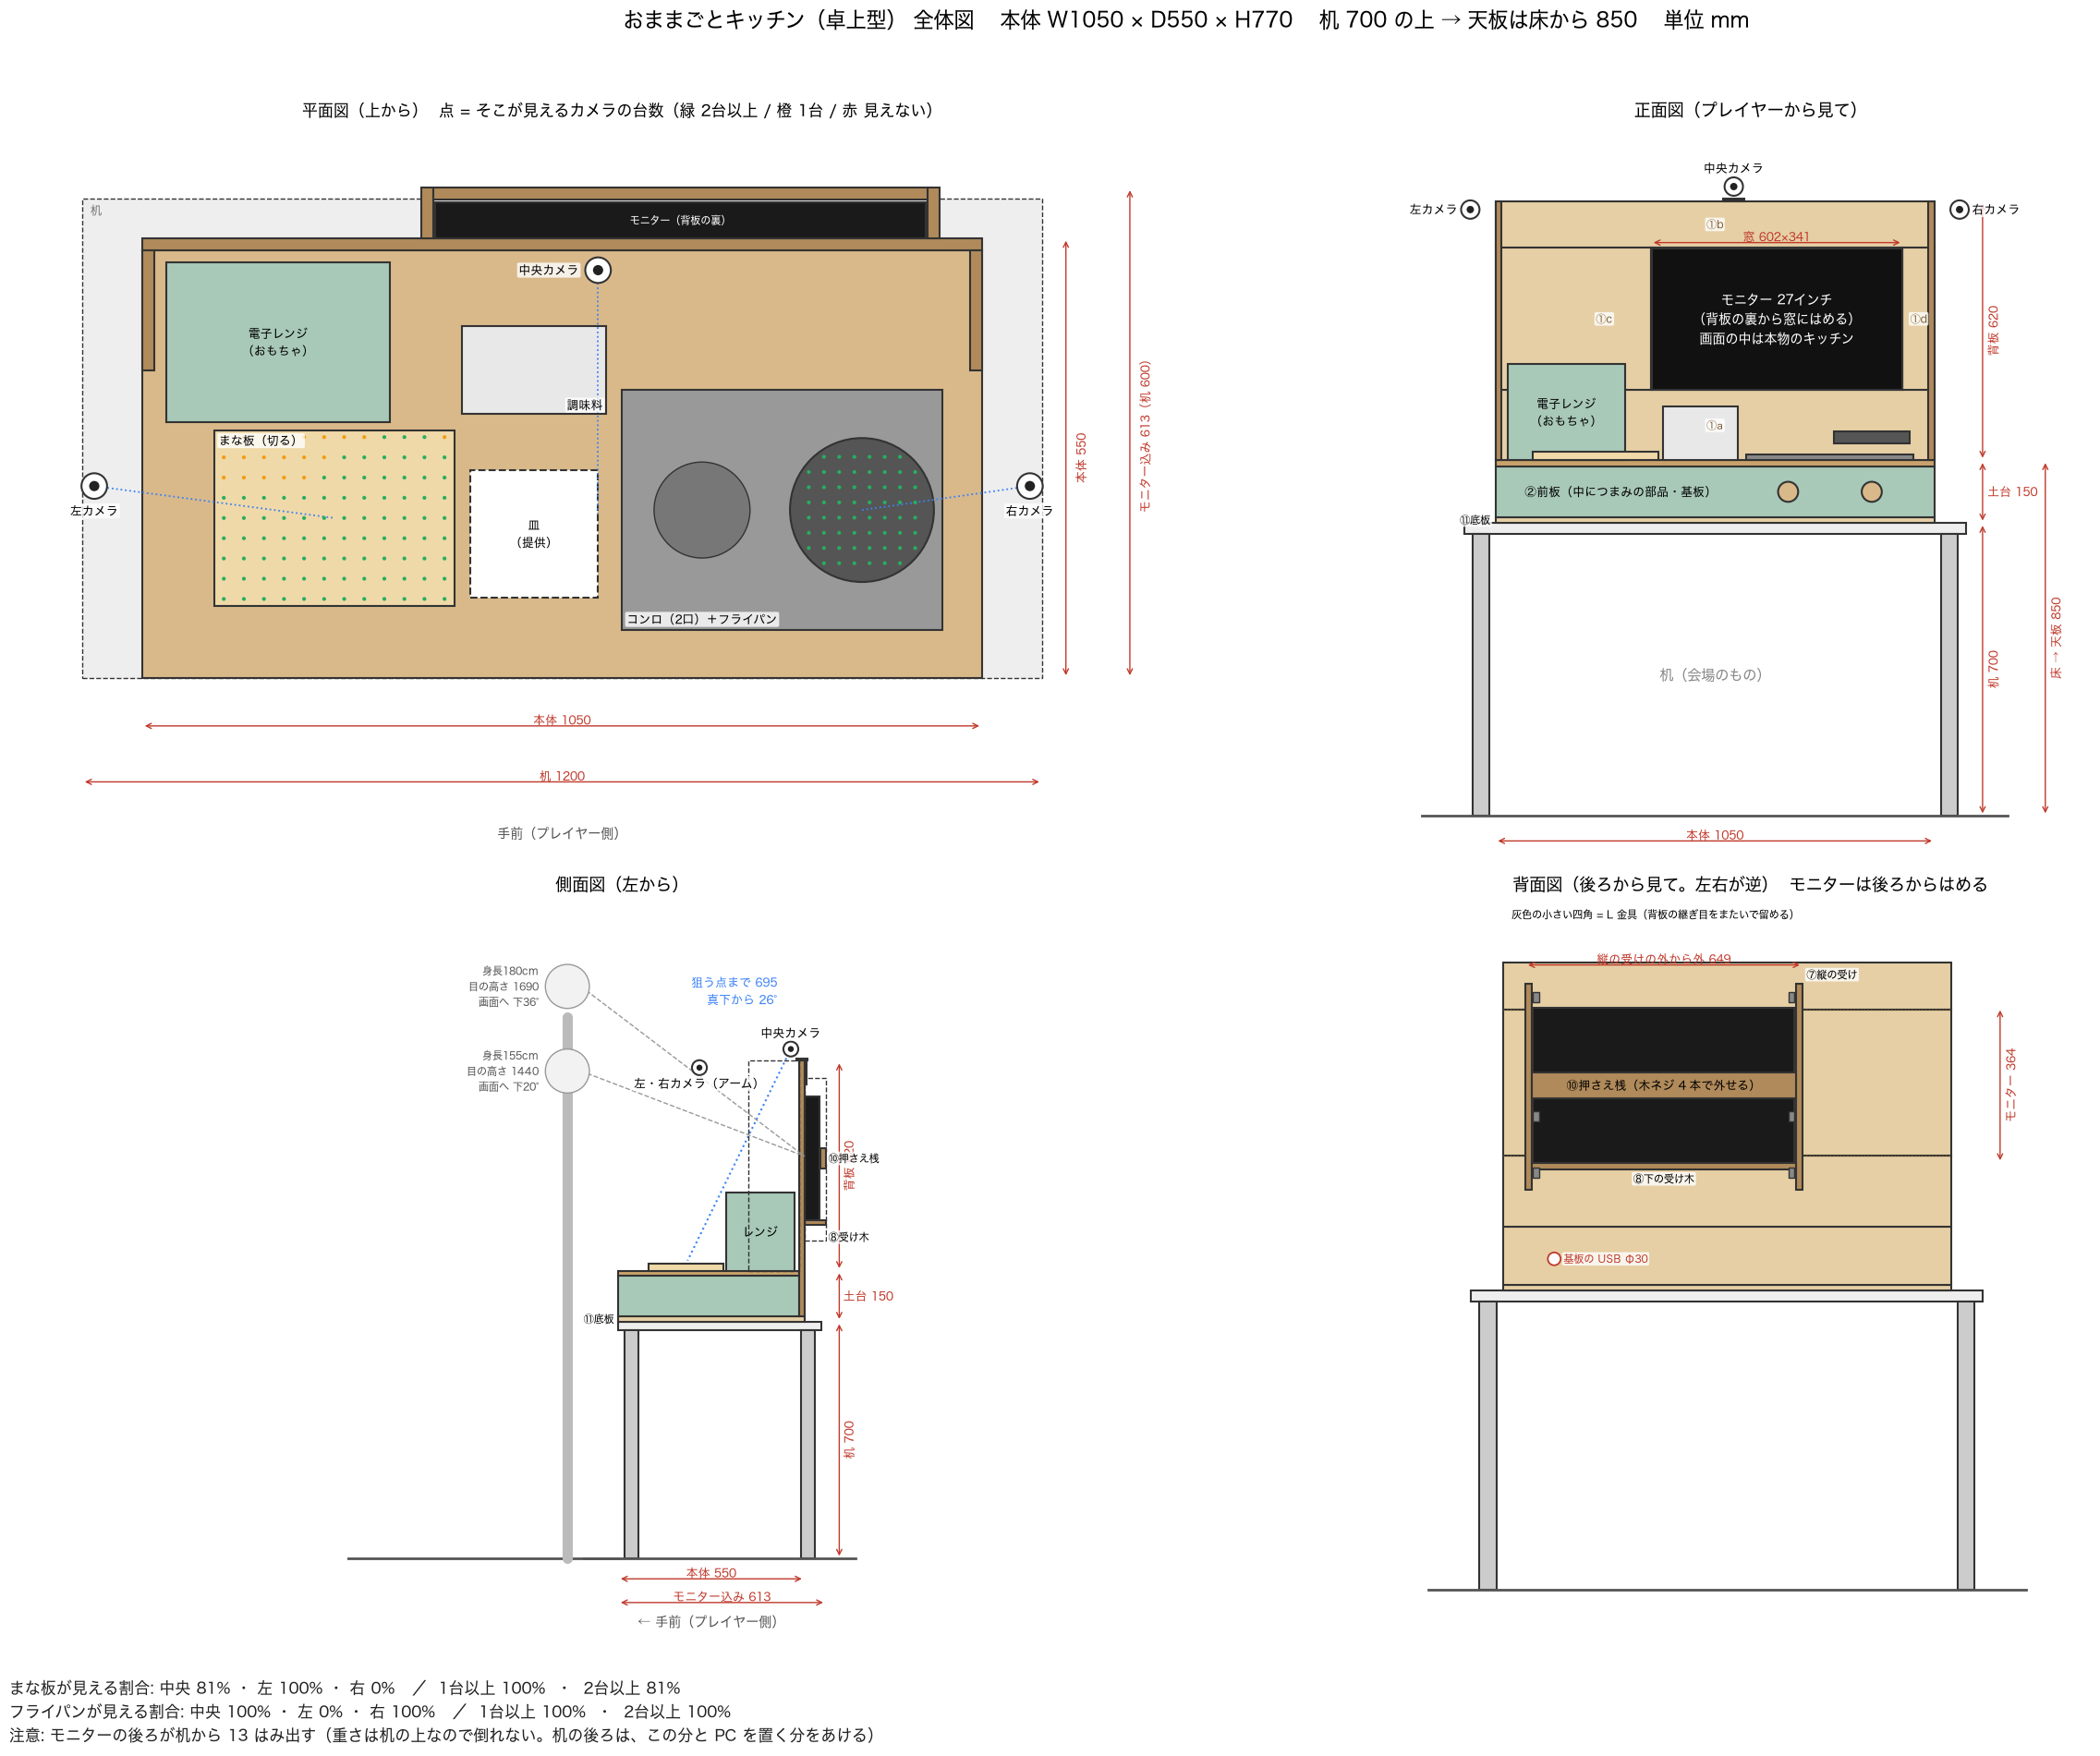 おままごとキッチン（卓上型） 全体図　本体 W1050 × D550 × H770　机 700 の上 → 天板は床から 850　単位 mm
平面図（上から）　点 = そこが見えるカメラの台数（緑 2台以上 / 橙 1台 / 赤 見えない）
机
モニター（背板の裏）
中央カメラ
電子レンジ
（おもちゃ）
調味料
まな板（切る）
左カメラ
皿
（提供）
右カメラ
コンロ（2口）＋フライパン
本体 550
モニター込み 613（机 600）
本体 1050
机 1200
手前（プレイヤー側）
正面図（プレイヤーから見て）
中央カメラ
左カメラ
右カメラ
①b
窓 602×341
モニター 27インチ
（背板の裏から窓にはめる）
画面の中は本物のキッチン
①c
①d
背板 620
電子レンジ
（おもちゃ）
①a
②前板（中につまみの部品・基板）
土台 150
⑪底板
机（会場のもの）
机 700
床 → 天板 850
本体 1050
側面図（左から）
身長180cm
目の高さ 1690
画面へ 下36°
狙う点まで 695
真下から 26°
中央カメラ
身長155cm
目の高さ 1440
画面へ 下20°
左・右カメラ（アーム）
⑩押さえ桟
背板 20
レンジ
⑧受け木
土台 150
⑪底板
机 700
本体 550
モニター込み 613
← 手前（プレイヤー側）
背面図（後ろから見て。左右が逆）　モニターは後ろからはめる
灰色の小さい四角 = L 金具（背板の継ぎ目をまたいで留める）
縦の受けの外から外 649
⑦縦の受け
⑩押さえ桟（木ネジ 4 本で外せる）
モニター 364
⑧下の受け木
基板の USB Φ30
まな板が見える割合: 中央 81% ・ 左 100% ・ 右 0%　／　1台以上 100%　・　2台以上 81%
フライパンが見える割合: 中央 100% ・ 左 0% ・ 右 100%　／　1台以上 100%　・　2台以上 100%
注意: モニターの後ろが机から 13 はみ出す（重さは机の上なので倒れない。机の後ろは、この分と PC を置く分をあける）